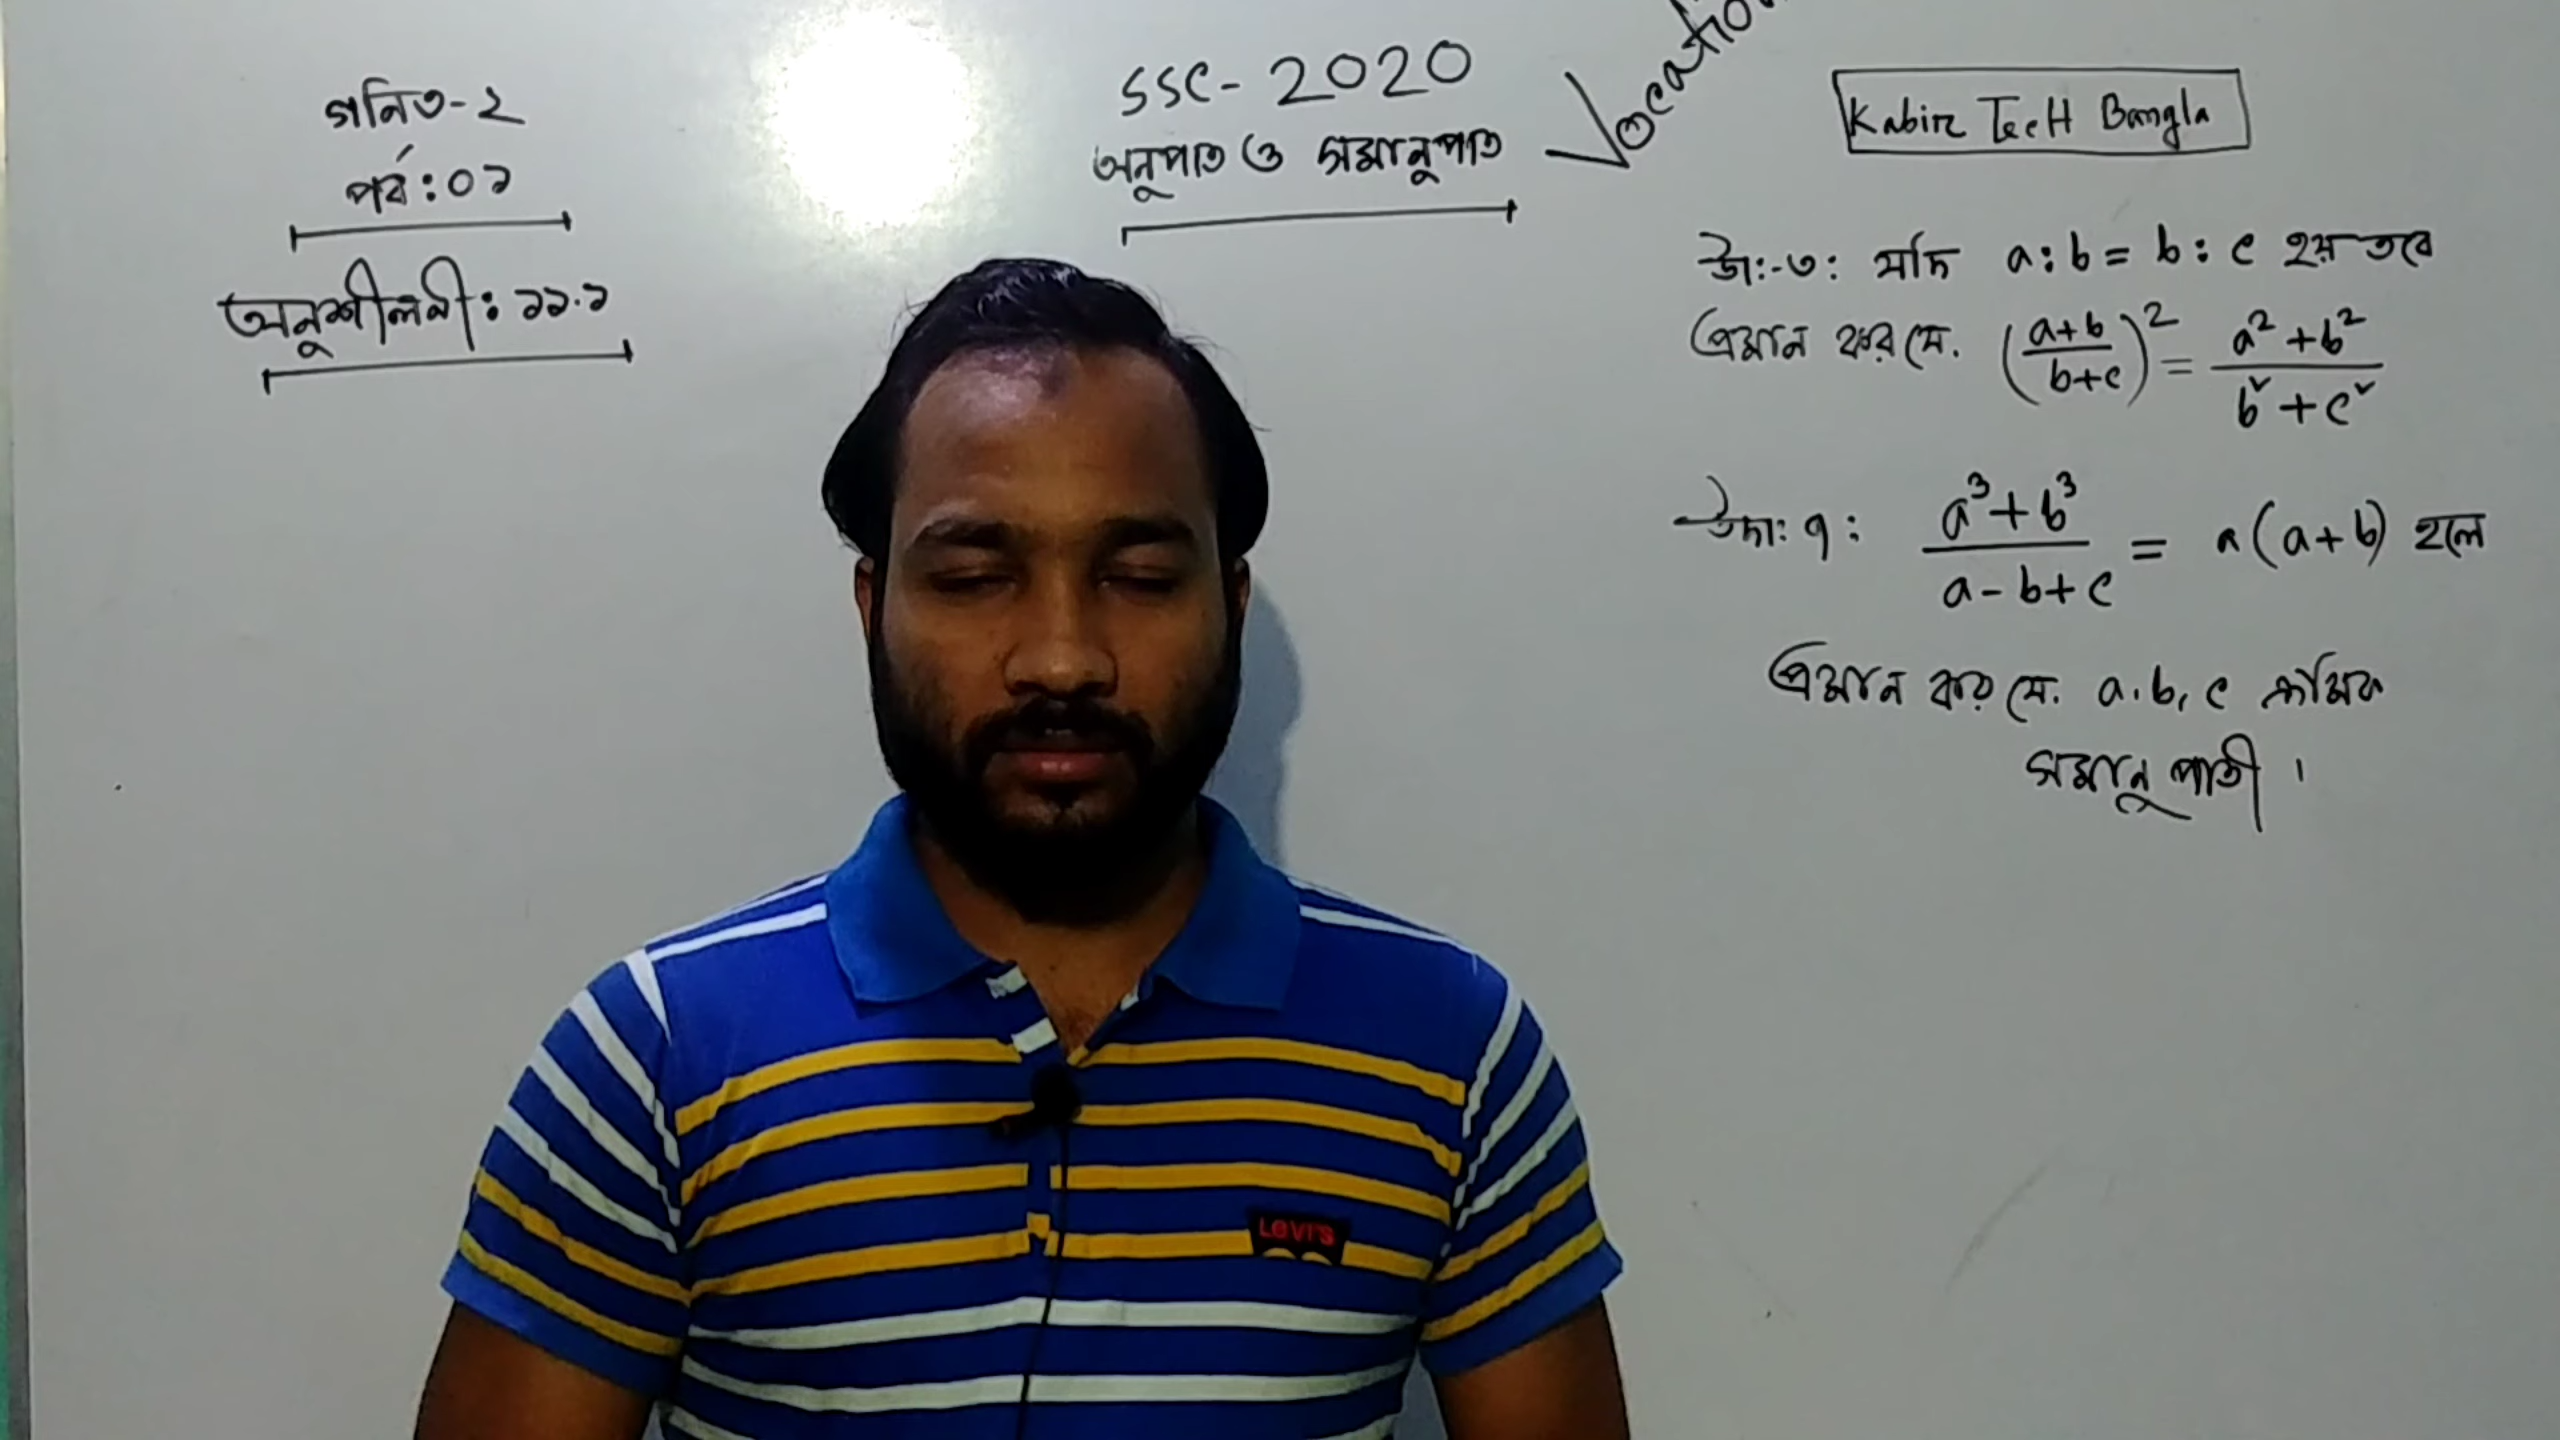 গনিত-২
পর্ব : ০১
অনুশীলনী : ১১.১
SSC- 2020
অনুপাত ও সমানুপাত
Vocation
Kabir TecH Bangla
উদাঃ-৩ : যদি a : b = b : c হয় তবে
প্রমান কর যে. (a+b/b+c)² = a² + b² / b² + c²
উদাঃ ৭ : a³ + b³ / a - b + c = a (a + b) হলে
প্রমান কর যে. a. b, c ক্রমিক
সমানুপাতী ।
LEVI'S